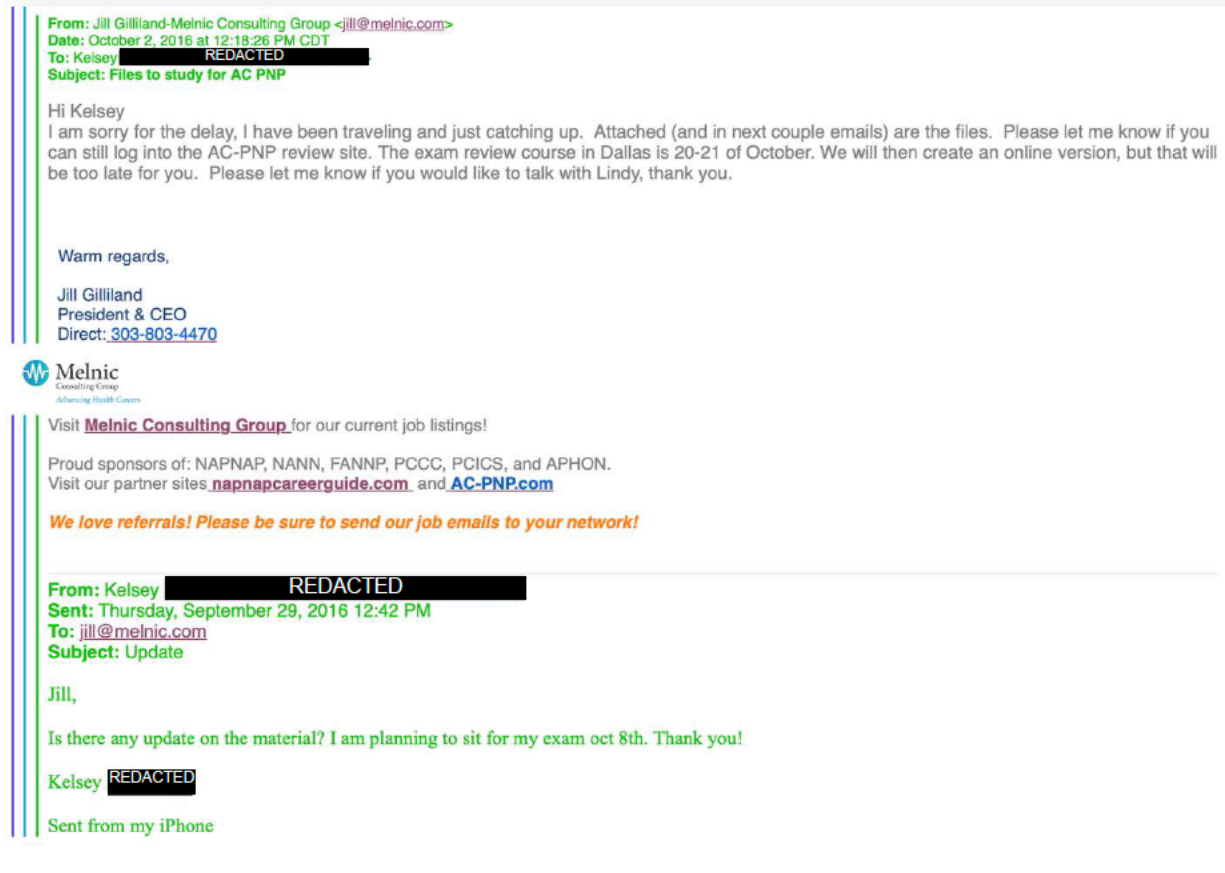 From: Jill Gilliland-Melnic Consulting Group <jill@melnic.com>
Date: October 2, 2016 at 12:18:26 PM CDT
To: Kelsey REDACTED
Subject: Files to study for AC PNP
Hi Kelsey
I am sorry for the delay, I have been traveling and just catching up.  Attached (and in next couple emails) are the files.  Please let me know if you
can still log into the AC-PNP review site. The exam review course in Dallas is 20-21 of October. We will then create an online version, but that will
be too late for you.  Please let me know if you would like to talk with Lindy, thank you.
Warm regards,
Jill Gilliland
President & CEO
Direct: 303-803-4470
Melnic
Consulting Group
Advancing Health Careers
Visit Melnic Consulting Group for our current job listings!
Proud sponsors of: NAPNAP, NANN, FANNP, PCCC, PCICS, and APHON.
Visit our partner sites napnapcareerguide.com and AC-PNP.com
We love referrals! Please be sure to send our job emails to your network!
From: Kelsey REDACTED
Sent: Thursday, September 29, 2016 12:42 PM
To: jill@melnic.com
Subject: Update
Jill,
Is there any update on the material? I am planning to sit for my exam oct 8th. Thank you!
Kelsey REDACTED
Sent from my iPhone